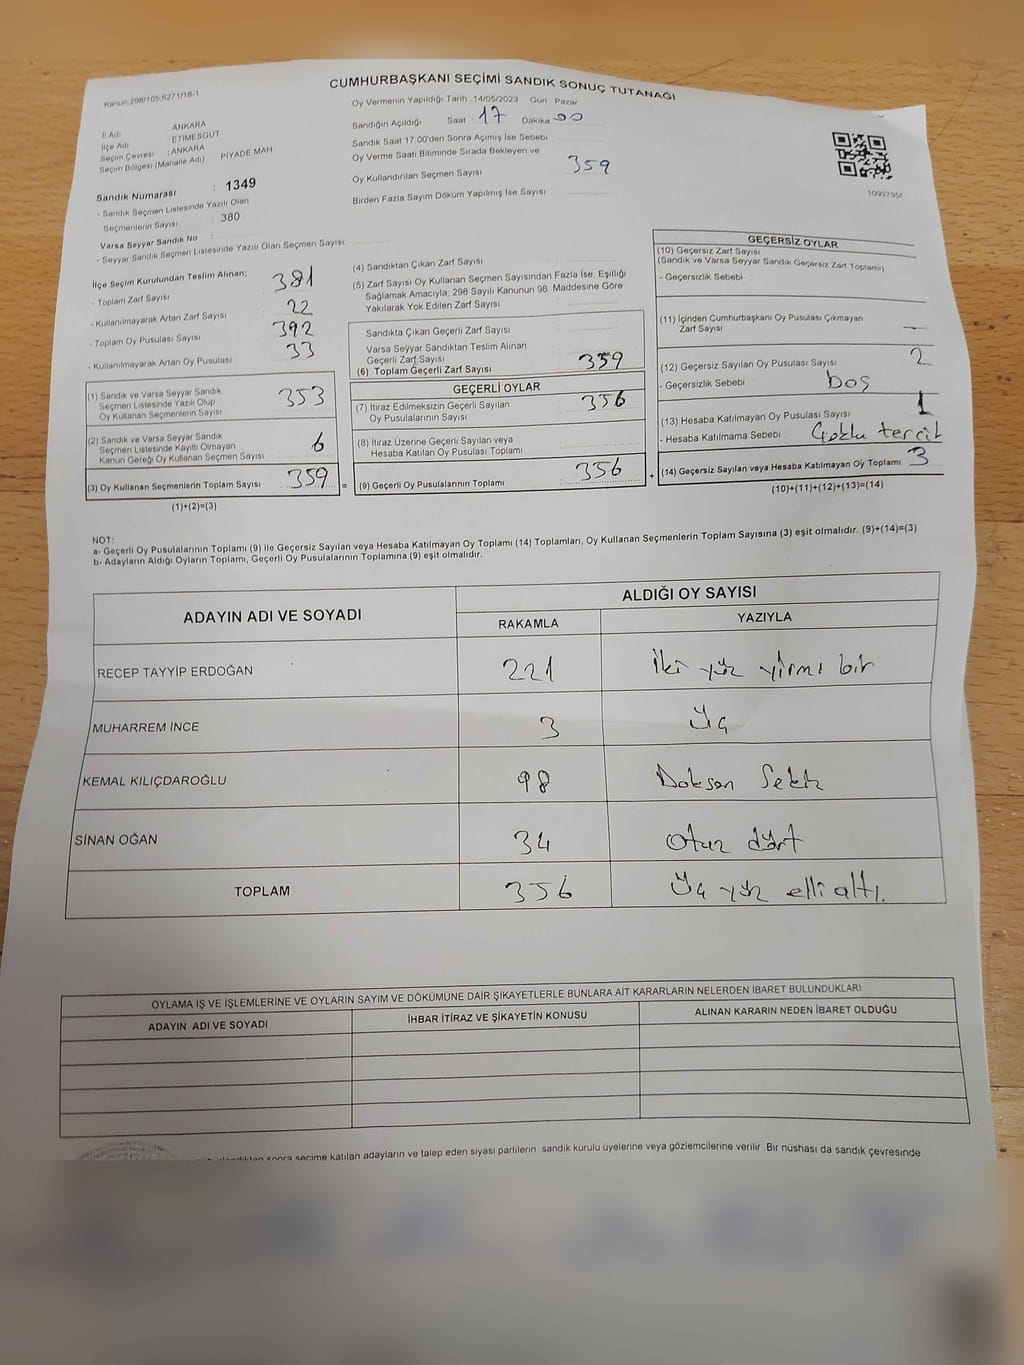 CUMHURBAŞKANI SEÇİMİ SANDIK SONUÇ TUTANAĞI
Kanun,298/105,6271/18-1
Oy Vermenin Yapıldığı Tarih :14/05/2023 Gün : Pazar
Sandığın Açıldığı Saat : 17 Dakika : 00
Sandık Saat 17:00'den Sonra Açımış İse Sebebi :
Oy Verme Saati Bitiminde Sırada Bekleyen ve
Oy Kullandırılan Seçmen Sayısı : 359
Birden Fazla Sayım Döküm Yapılmış İse Sayısı :
İl Adı : ANKARA
İlçe Adı : ETİMESGUT
Seçim Çevresi : ANKARA
Seçim Bölgesi (Mahalle Adı) : PİYADE MAH
Sandık Numarası : 1349
- Sandık Seçmen Listesinde Yazılı Olan
Seçmenlerin Sayısı : 380
Varsa Seyyar Sandık No :
- Seyyar Sandık Seçmen Listesinde Yazılı Olan Seçmen Sayısı:
İlçe Seçim Kurulundan Teslim Alınan;
- Toplam Zarf Sayısı 381
- Kullanılmayarak Artan Zarf Sayısı 22
- Toplam Oy Pusulası Sayısı 392
- Kullanılmayarak Artan Oy Pusulası 33
(1) Sandık ve Varsa Seyyar Sandık
Seçmen Listesinde Yazılı Olup
Oy Kullanan Seçmenlerin Sayısı 353
(2) Sandık ve Varsa Seyyar Sandık
Seçmen Listesinde Kayıtlı Olmayan
Kanun Gereği Oy Kullanan Seçmen Sayısı 6
(3) Oy Kullanan Seçmenlerin Toplam Sayısı 359 =
(1)+(2)=(3)
(4) Sandıktan Çıkan Zarf Sayısı
(5) Zarf Sayısı Oy Kullanan Seçmen Sayısından Fazla İse, Eşitliği
Sağlamak Amacıyla; 298 Sayılı Kanunun 98. Maddesine Göre
Yakılarak Yok Edilen Zarf Sayısı
Sandıkta Çıkan Geçerli Zarf Sayısı
Varsa Seyyar Sandıktan Teslim Alınan
Geçerli Zarf Sayısı
(6) Toplam Geçerli Zarf Sayısı 359
GEÇERLİ OYLAR
(7) İtiraz Edilmeksizin Geçerli Sayılan
Oy Pusulalarının Sayısı 356
(8) İtiraz Üzerine Geçerli Sayılan veya
Hesaba Katılan Oy Pusulası Toplamı
(9) Geçerli Oy Pusulalarının Toplamı 356 +
10937951
GEÇERSİZ OYLAR
(10) Geçersiz Zarf Sayısı
(Sandık ve Varsa Seyyar Sandık Geçersiz Zarf Toplamı)
- Geçersizlik Sebebi :
(11) İçinden Cumhurbaşkanı Oy Pusulası Çıkmayan
Zarf Sayısı —
(12) Geçersiz Sayılan Oy Pusulası Sayısı 2
- Geçersizlik Sebebi : boş
(13) Hesaba Katılmayan Oy Pusulası Sayısı 1
- Hesaba Katılmama Sebebi : Çoklu tercih
(14) Geçersiz Sayılan veya Hesaba Katılmayan Oy Toplamı 3
(10)+(11)+(12)+(13)=(14)
NOT:
a- Geçerli Oy Pusulalarının Toplamı (9) ile Geçersiz Sayılan veya Hesaba Katılmayan Oy Toplamı (14) Toplamları, Oy Kullanan Seçmenlerin Toplam Sayısına (3) eşit olmalıdır. (9)+(14)=(3)
b- Adayların Aldığı Oyların Toplamı, Geçerli Oy Pusulalarının Toplamına (9) eşit olmalıdır.
ADAYIN ADI VE SOYADI ALDIĞI OY SAYISI
RAKAMLA YAZIYLA
RECEP TAYYİP ERDOĞAN 221 İki yüz yirmi bir
MUHARREM İNCE 3 Üç
KEMAL KILIÇDAROĞLU 98 Doksan Sekiz
SİNAN OĞAN 34 Otuz dört
TOPLAM 356 Üç yüz elli altı.
OYLAMA İŞ VE İŞLEMLERİNE VE OYLARIN SAYIM VE DÖKÜMÜNE DAİR ŞİKAYETLERLE BUNLARA AİT KARARLARIN NELERDEN İBARET BULUNDUKLARI
ADAYIN ADI VE SOYADI İHBAR İTİRAZ VE ŞİKAYETİN KONUSU ALINAN KARARIN NEDEN İBARET OLDUĞU
sonra seçime katılan adayların ve talep eden siyasi partilerin sandık kurulu üyelerine veya gözlemcilerine verilir. Bir nüshası da sandık çevresinde